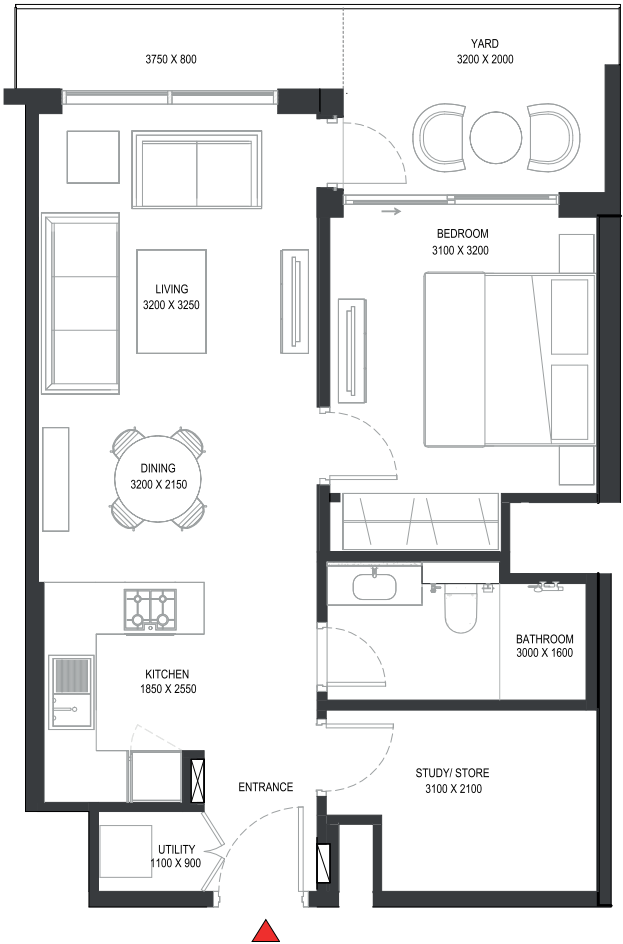 3750 X 800
YARD
3200 X 2000
BEDROOM
3100 X 3200
LIVING
3200 X 3250
DINING
3200 X 2150
BATHROOM
3000 X 1600
KITCHEN
1850 X 2550
STUDY/ STORE
3100 X 2100
ENTRANCE
UTILITY
1100 X 900